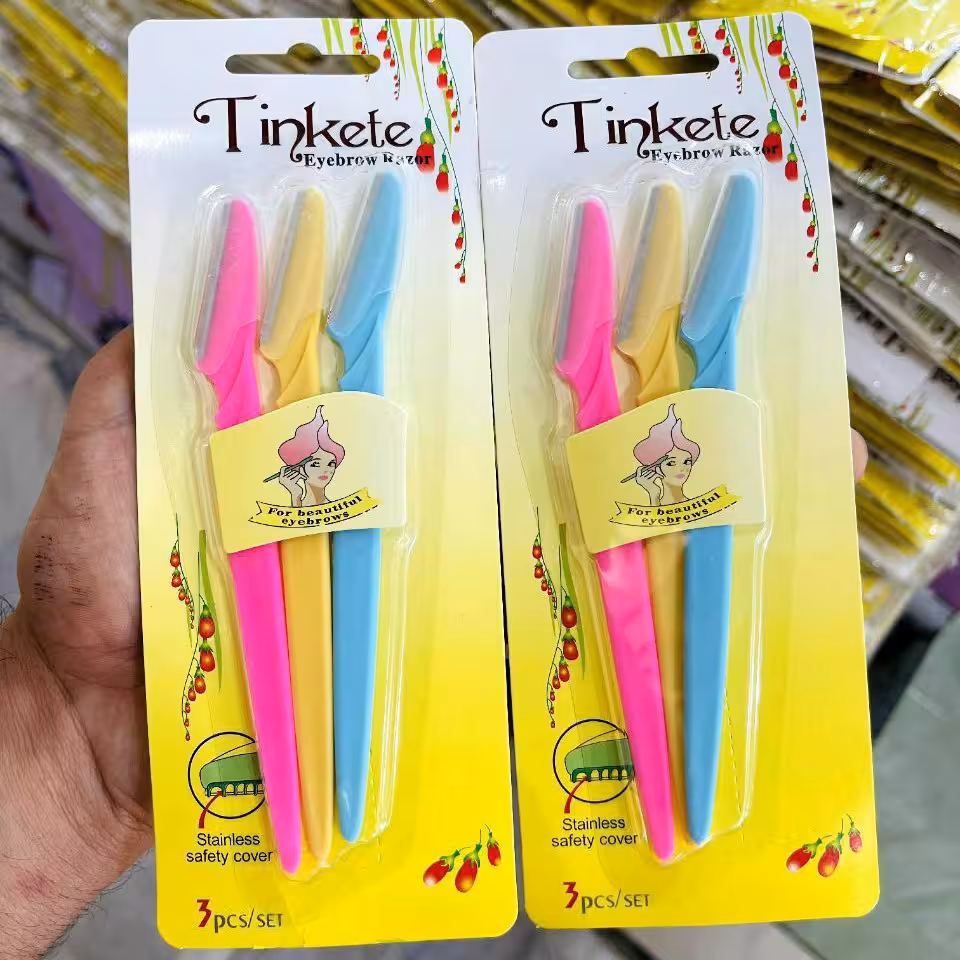 Tinkete
Eyebrow Razor
For beautiful
eyebrows
Stainless
safety cover
3pcs/SET
Tinkete
Eyebrow Razor
For beautiful
eyebrows
Stainless
safety cover
3pcs/SET